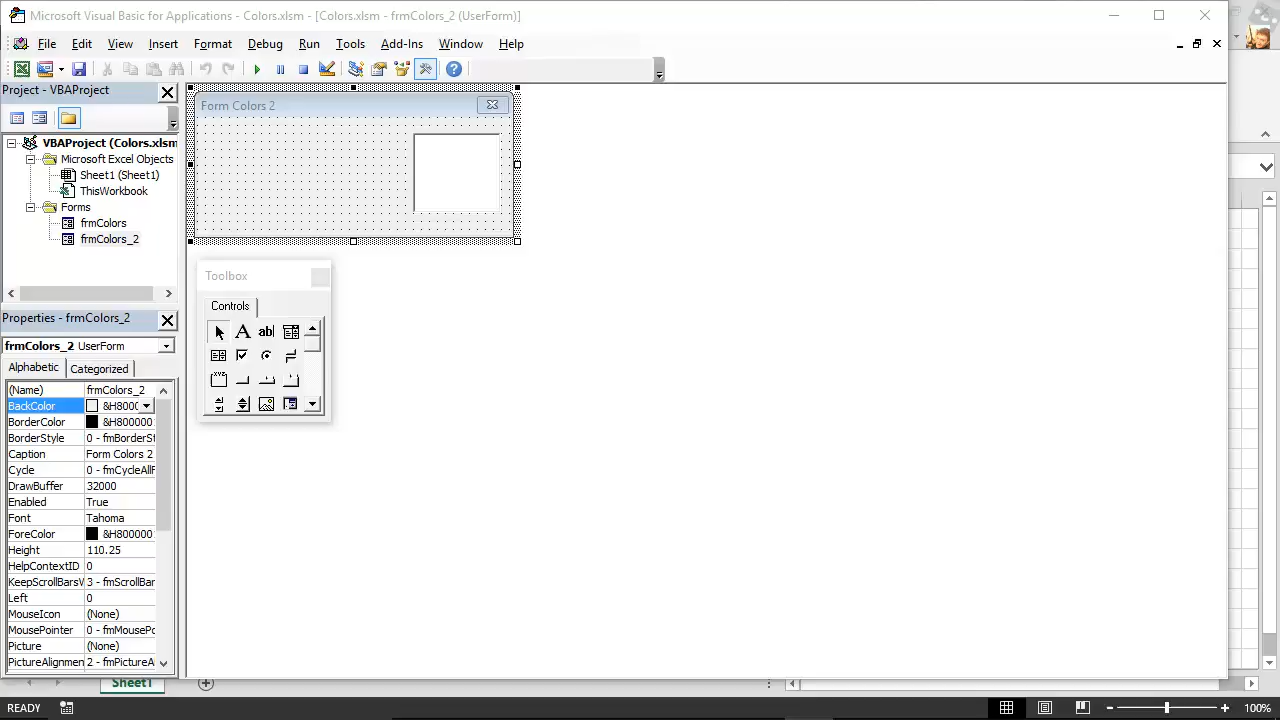 Microsoft Visual Basic for Applications - Colors.xlsm - [Colors.xlsm - frmColors_2 (UserForm)]
File Edit View Insert Format Debug Run Tools Add-Ins Window Help
Project - VBAProject
VBAProject (Colors.xlsm
Microsoft Excel Objects
Sheet1 (Sheet1)
ThisWorkbook
Forms
frmColors
frmColors_2
Properties - frmColors_2
frmColors_2 UserForm
Alphabetic Categorized
(Name) frmColors_2
BackColor &H800(
BorderColor &H800000
BorderStyle 0 - fmBorderSt
Caption Form Colors 2
Cycle 0 - fmCycleAllF
DrawBuffer 32000
Enabled True
Font Tahoma
ForeColor &H800000
Height 110.25
HelpContextID 0
KeepScrollBarsV 3 - fmScrollBar
Left 0
MouseIcon (None)
MousePointer 0 - fmMousePo
Picture (None)
PictureAlignmen 2 - fmPictureA
Form Colors 2
Toolbox
Controls
A ab|
Sheet1
READY
100%